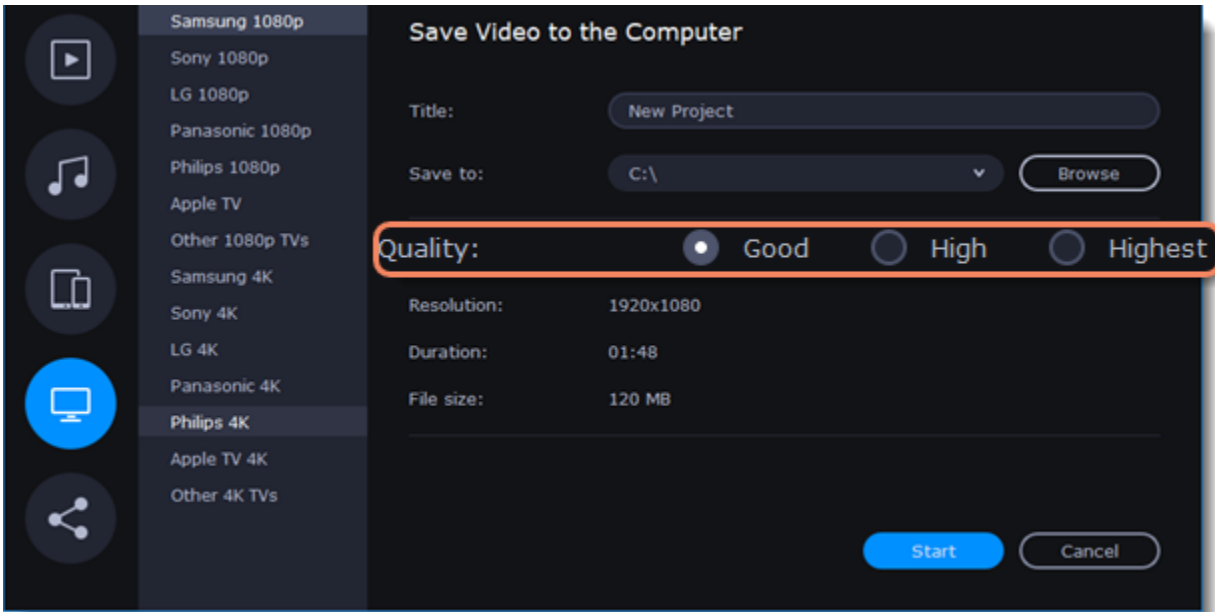 Samsung 1080p
Sony 1080p
LG 1080p
Panasonic 1080p
Philips 1080p
Apple TV
Other 1080p TVs
Samsung 4K
Sony 4K
LG 4K
Panasonic 4K
Philips 4K
Apple TV 4K
Other 4K TVs
Save Video to the Computer
Title: New Project
Save to: C:\ Browse
Quality: Good High Highest
Resolution: 1920x1080
Duration: 01:48
File size: 120 MB
Start Cancel